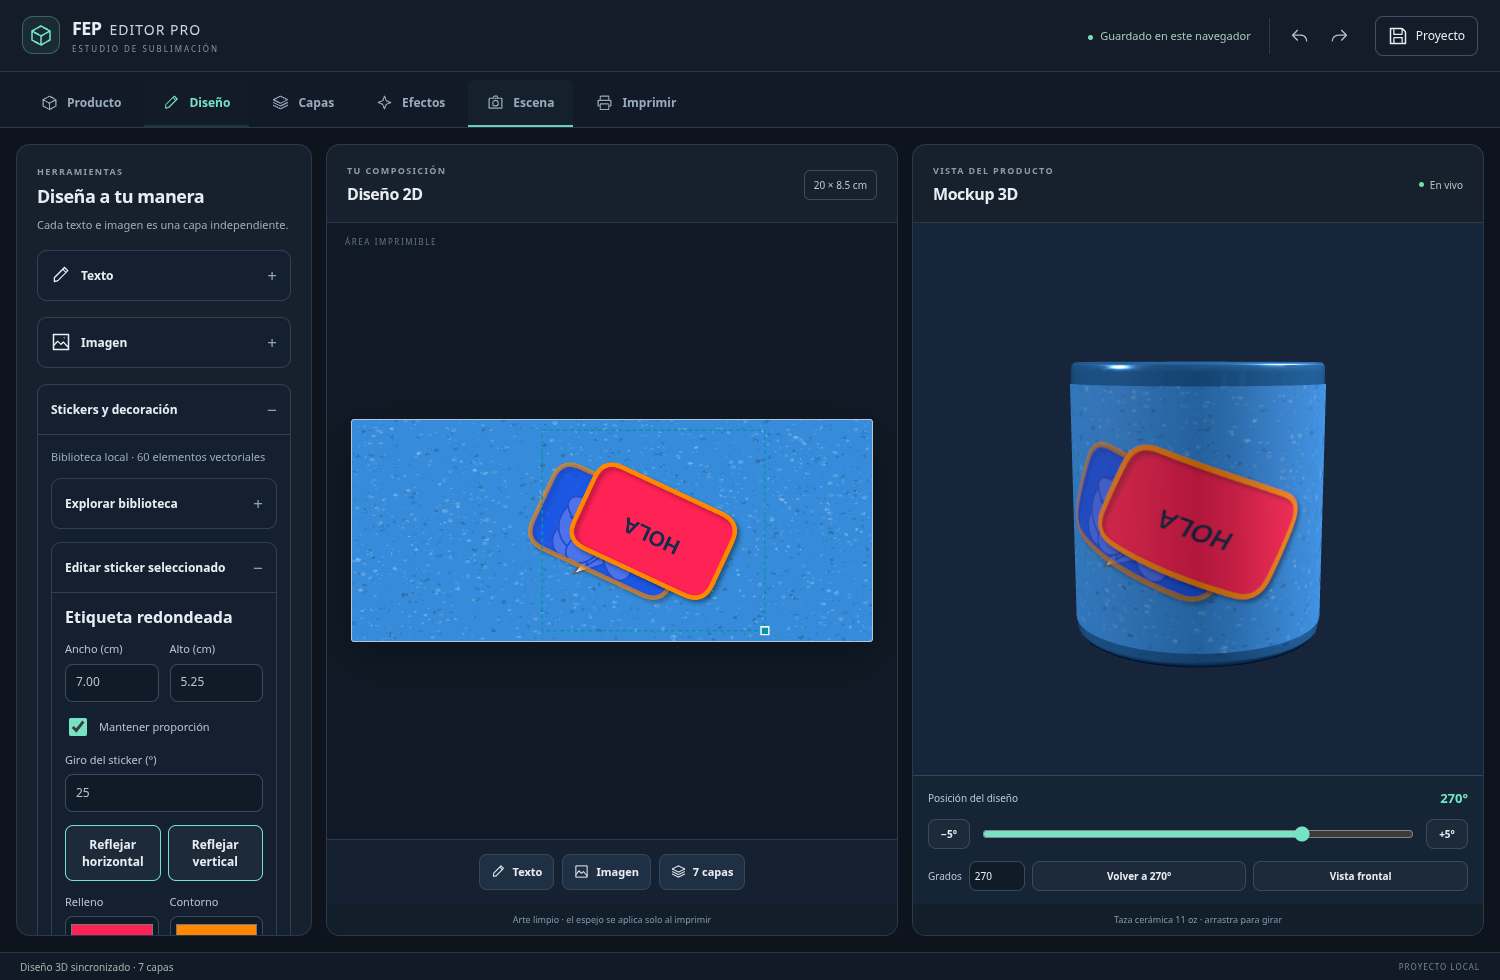 FEP EDITOR PRO
ESTUDIO DE SUBLIMACIÓN
Guardado en este navegador
Proyecto
Producto
Diseño
Capas
Efectos
Escena
Imprimir
HERRAMIENTAS
Diseña a tu manera
Cada texto e imagen es una capa independiente.
Texto
+
Imagen
+
Stickers y decoración
−
Biblioteca local · 60 elementos vectoriales
Explorar biblioteca
+
Editar sticker seleccionado
−
Etiqueta redondeada
Ancho (cm)
Alto (cm)
7.00
5.25
Mantener proporción
Giro del sticker (°)
25
Reflejar horizontal
Reflejar vertical
Relleno
Contorno
TU COMPOSICIÓN
Diseño 2D
20 × 8.5 cm
ÁREA IMPRIMIBLE
HOLA
Texto
Imagen
7 capas
Arte limpio · el espejo se aplica solo al imprimir
VISTA DEL PRODUCTO
Mockup 3D
En vivo
HOLA
Posición del diseño
270°
−5°
+5°
Grados
270
Volver a 270°
Vista frontal
Taza cerámica 11 oz · arrastra para girar
Diseño 3D sincronizado · 7 capas
PROYECTO LOCAL